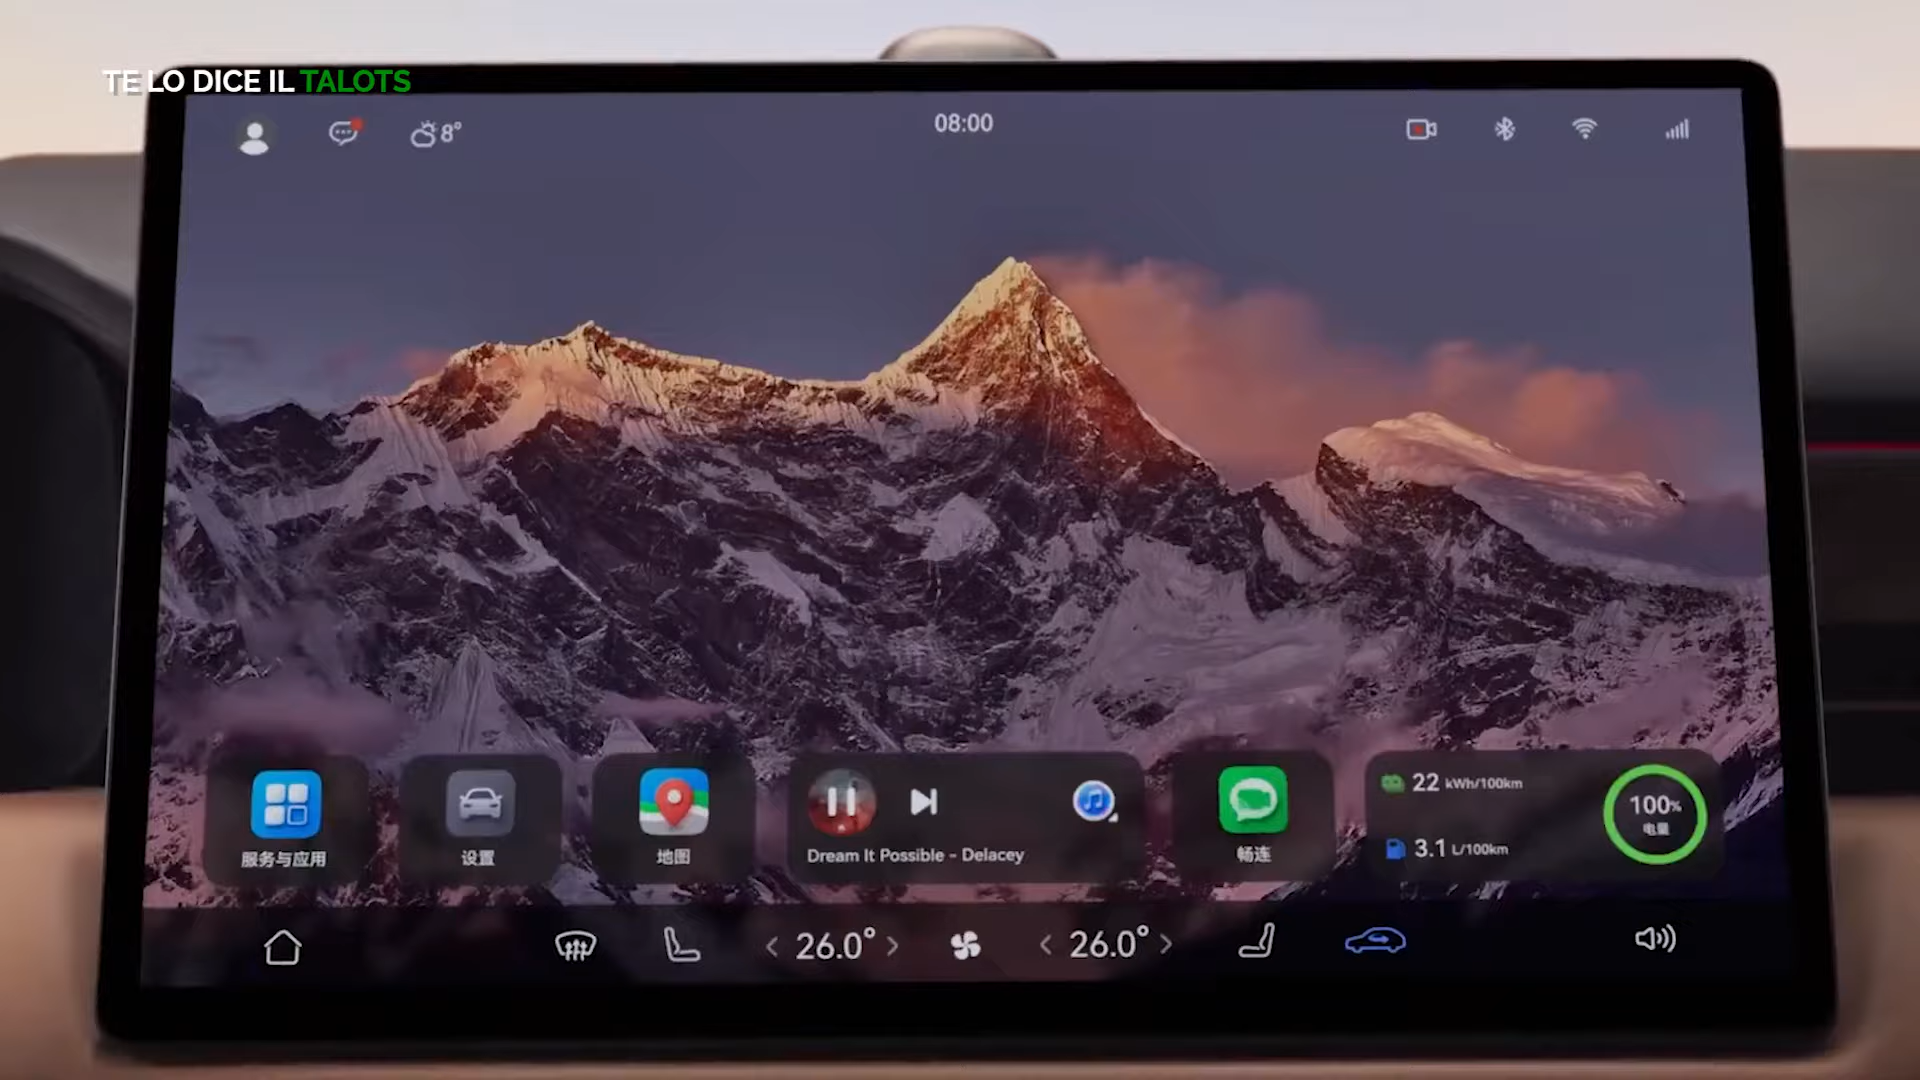 TE LO DICE IL TALOTS
8°
08:00
服务与应用
设置
地图
Dream It Possible - Delacey
畅连
22 kWh/100km
3.1 L/100km
100%
电量
26.0°
26.0°